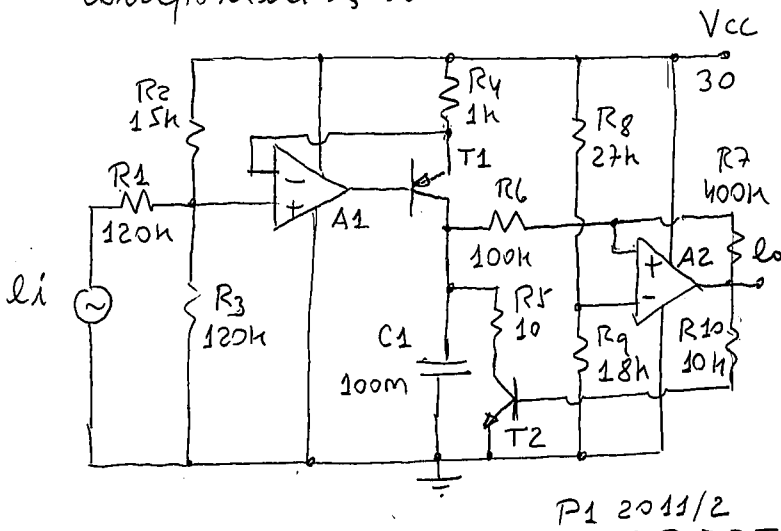 Vcc
30
R2
15k
R4
1k
T1
R8
27k
R7
400k
R1
120k
-
+
A1
R6
100k
+
-
A2
eo
ei
R3
120k
C1
100n
R5
10
R9
18k
R10
10k
T2
P1 2011/2